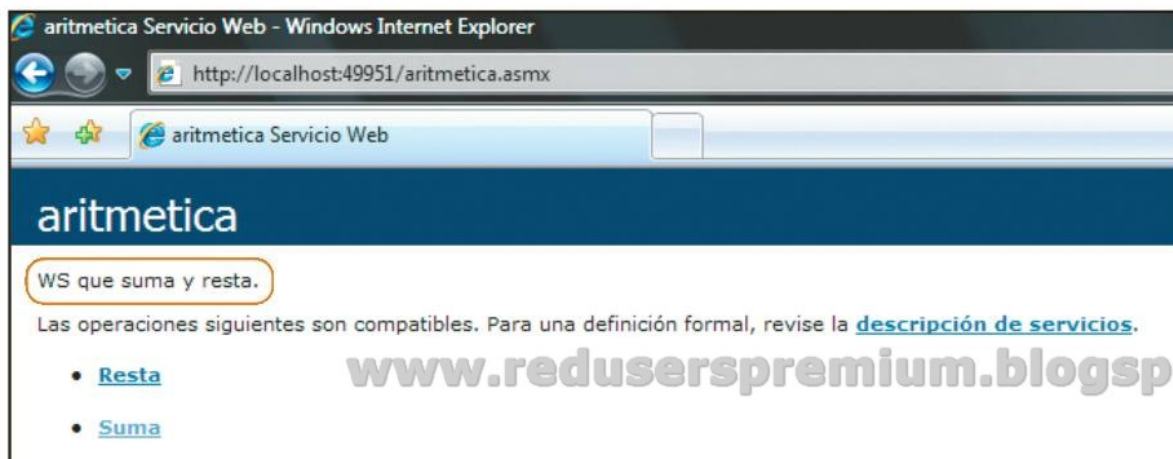 aritmetica Servicio Web - Windows Internet Explorer
http://localhost:49951/aritmetica.asmx
aritmetica Servicio Web
aritmetica
WS que suma y resta.
Las operaciones siguientes son compatibles. Para una definición formal, revise la descripción de servicios.
Resta
www.reduserspremium.blogsp
Suma